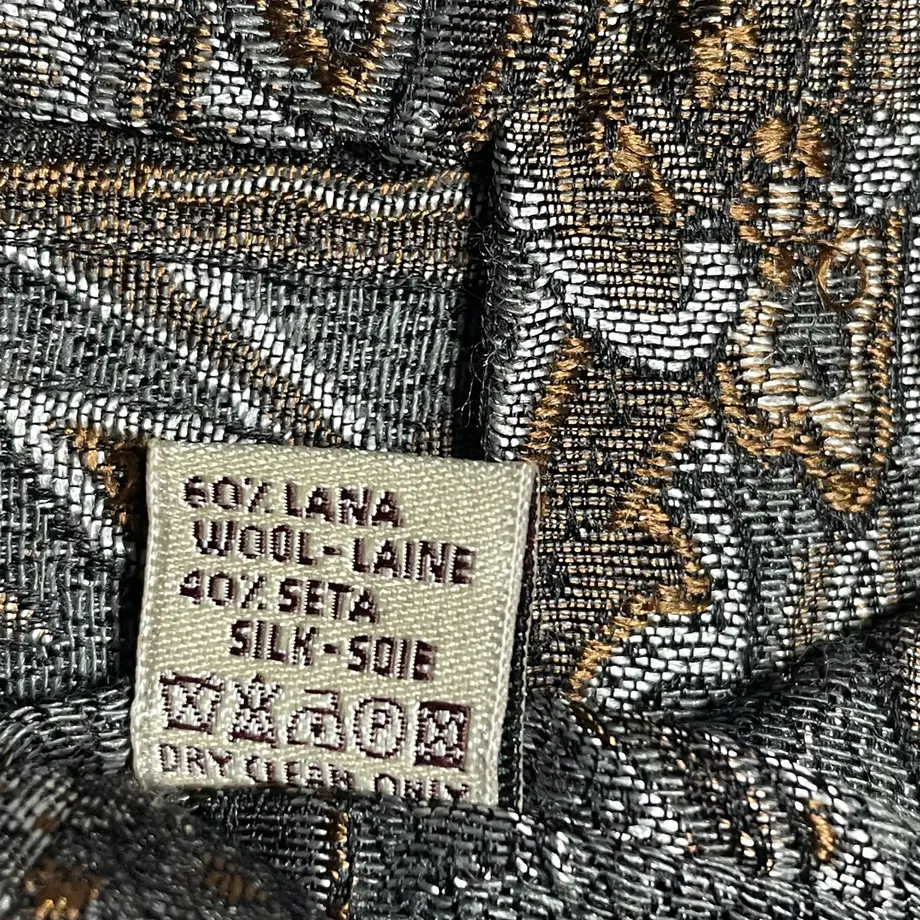 60% LANA
WOOL-LAINE
40% SETA
SILK-SOIE
P
DRY CLEAN ONLY